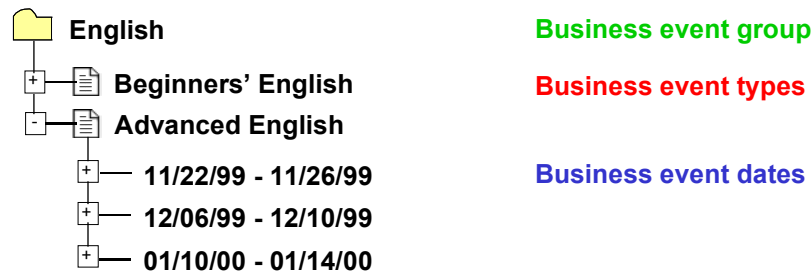 English Business event group
+ Beginners’ English Business event types
- Advanced English
+ 11/22/99 - 11/26/99 Business event dates
+ 12/06/99 - 12/10/99
+ 01/10/00 - 01/14/00